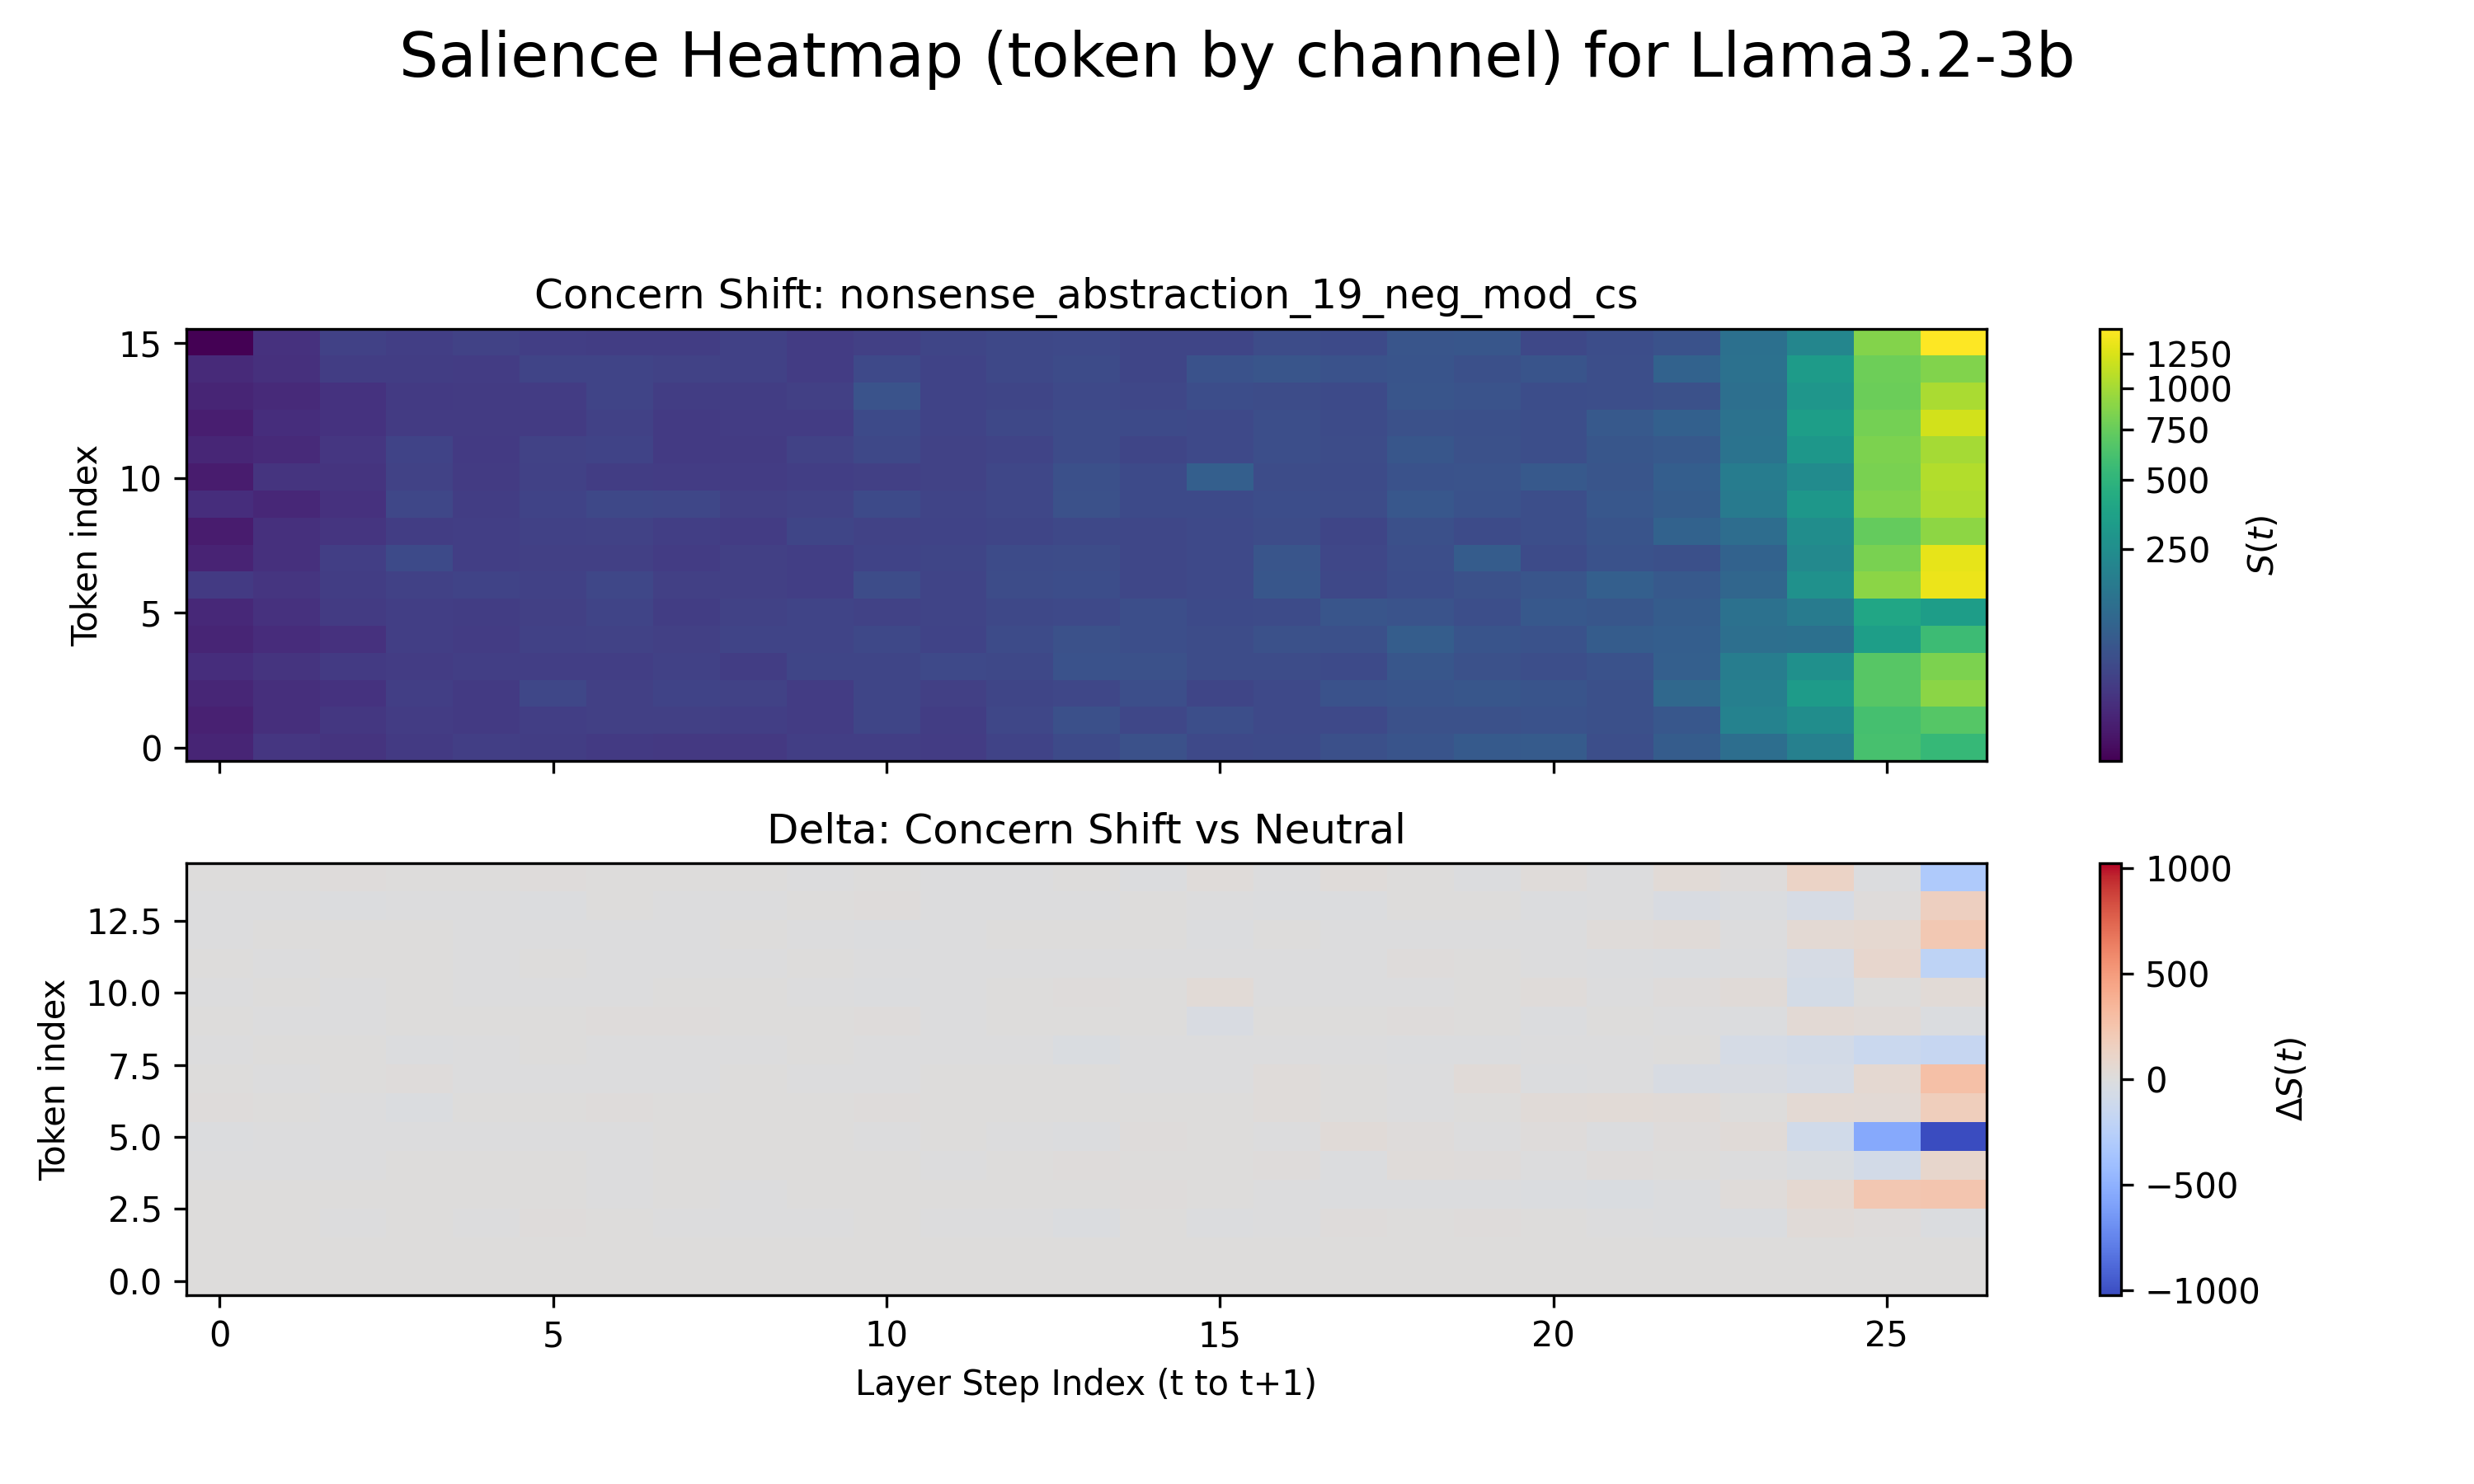 Salience Heatmap (token by channel) for Llama3.2-3b
Concern Shift: nonsense_abstraction_19_neg_mod_cs
15
10
5
0
Token index
1250
1000
750
500
250
S(t)
Delta: Concern Shift vs Neutral
12.5
10.0
7.5
5.0
2.5
0.0
Token index
0 5 10 15 20 25
Layer Step Index (t to t+1)
1000
500
0
−500
−1000
ΔS(t)